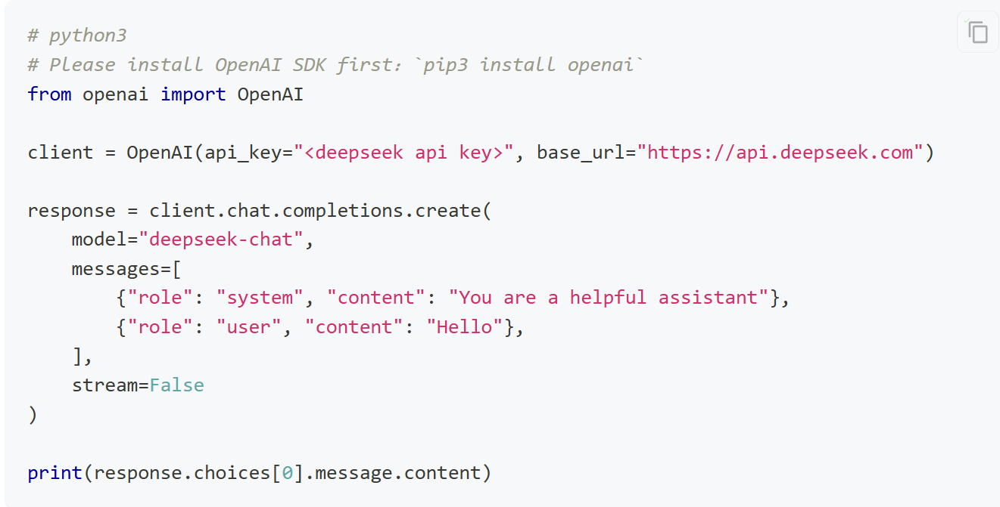 # python3
# Please install OpenAI SDK first: `pip3 install openai`
from openai import OpenAI

client = OpenAI(api_key="<deepseek api key>", base_url="https://api.deepseek.com")

response = client.chat.completions.create(
    model="deepseek-chat",
    messages=[
        {"role": "system", "content": "You are a helpful assistant"},
        {"role": "user", "content": "Hello"},
    ],
    stream=False
)

print(response.choices[0].message.content)